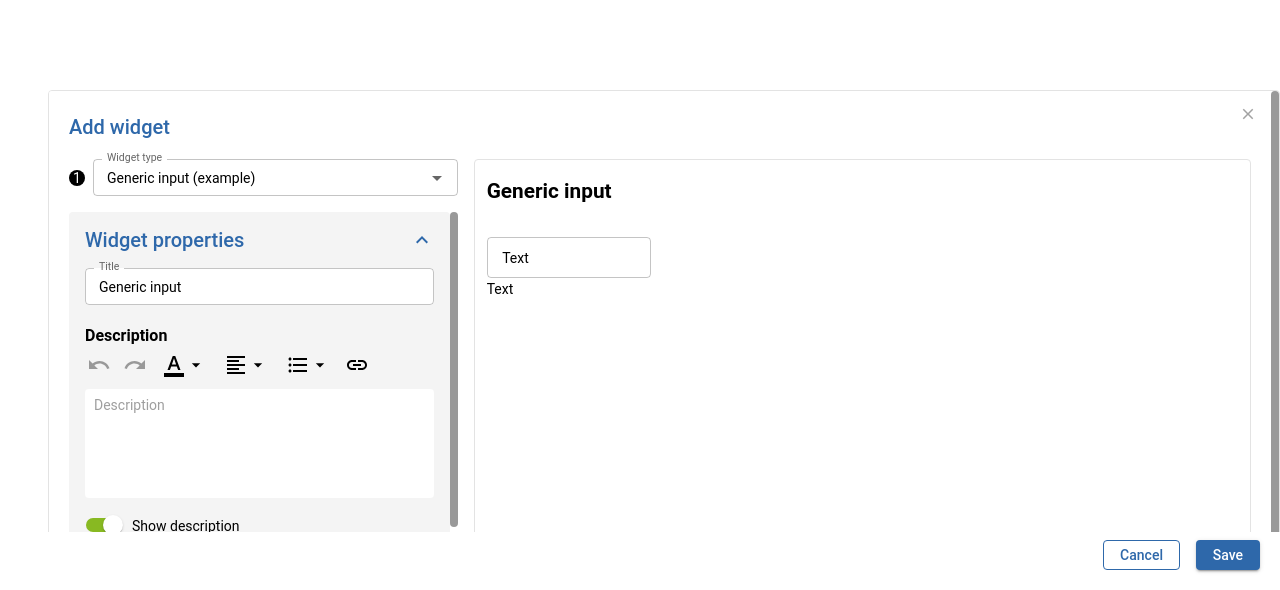 Add widget
Widget type
1
Generic input (example)
Widget properties
Title
Generic input
Description
A
Description
Show description
Generic input
Text
Text
Cancel
Save